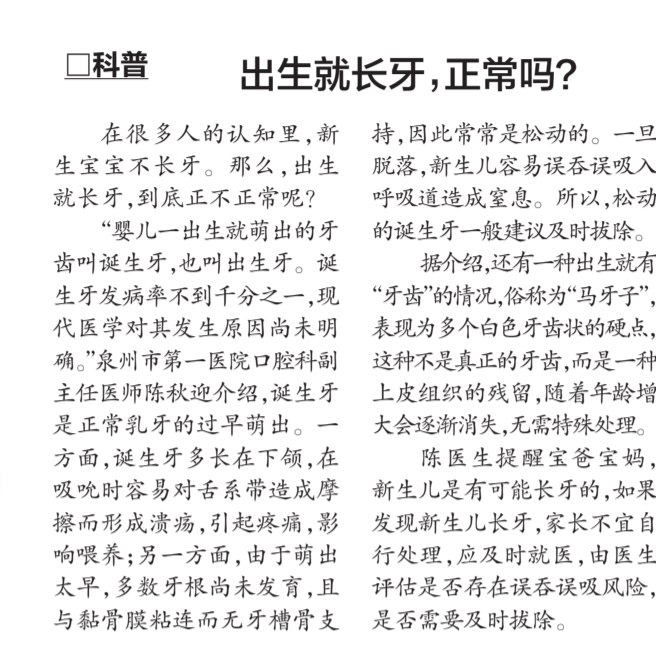 □科普
出生就长牙,正常吗?
在很多人的认知里,新
生宝宝不长牙。那么,出生
就长牙,到底正不正常呢?
“婴儿一出生就萌出的牙
齿叫诞生牙,也叫出生牙。诞
生牙发病率不到千分之一,现
代医学对其发生原因尚未明
确。”泉州市第一医院口腔科副
主任医师陈秋迎介绍,诞生牙
是正常乳牙的过早萌出。一
方面,诞生牙多长在下颌,在
吸吮时容易对舌系带造成摩
擦而形成溃疡,引起疼痛,影
响喂养;另一方面,由于萌出
太早,多数牙根尚未发育,且
与黏骨膜粘连而无牙槽骨支
持,因此常常是松动的。一旦
脱落,新生儿容易误吞误吸入
呼吸道造成窒息。所以,松动
的诞生牙一般建议及时拔除。
据介绍,还有一种出生就有
“牙齿”的情况,俗称为“马牙子”,
表现为多个白色牙齿状的硬点,
这种不是真正的牙齿,而是一种
上皮组织的残留,随着年龄增
大会逐渐消失,无需特殊处理。
陈医生提醒宝爸宝妈,
新生儿是有可能长牙的,如果
发现新生儿长牙,家长不宜自
行处理,应及时就医,由医生
评估是否存在误吞误吸风险,
是否需要及时拔除。